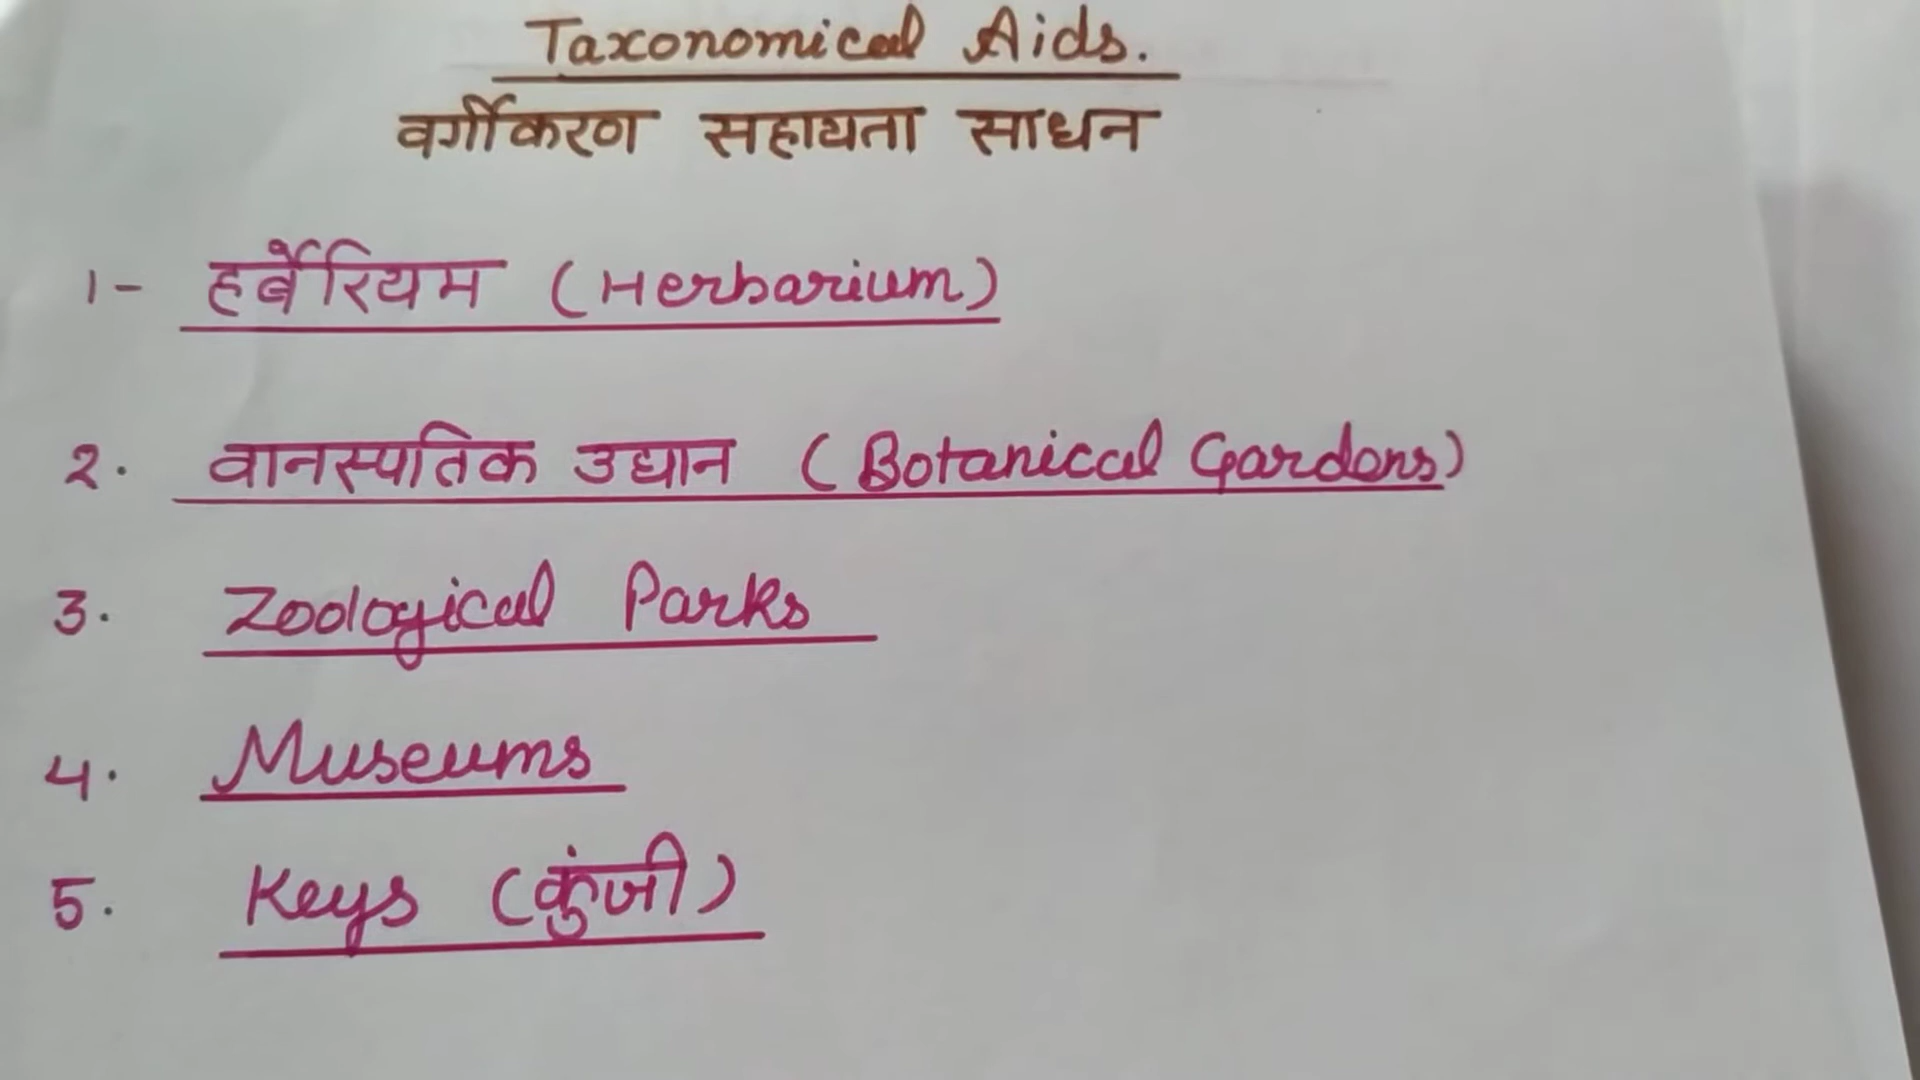 Taxonomical Aids.
वर्गीकरण सहायता साधन
1- हर्बेरियम (Herbarium)
2. वानस्पतिक उद्यान (Botanical Gardens)
3. Zoological Parks
4. Museums
5. Keys (कुंजी)